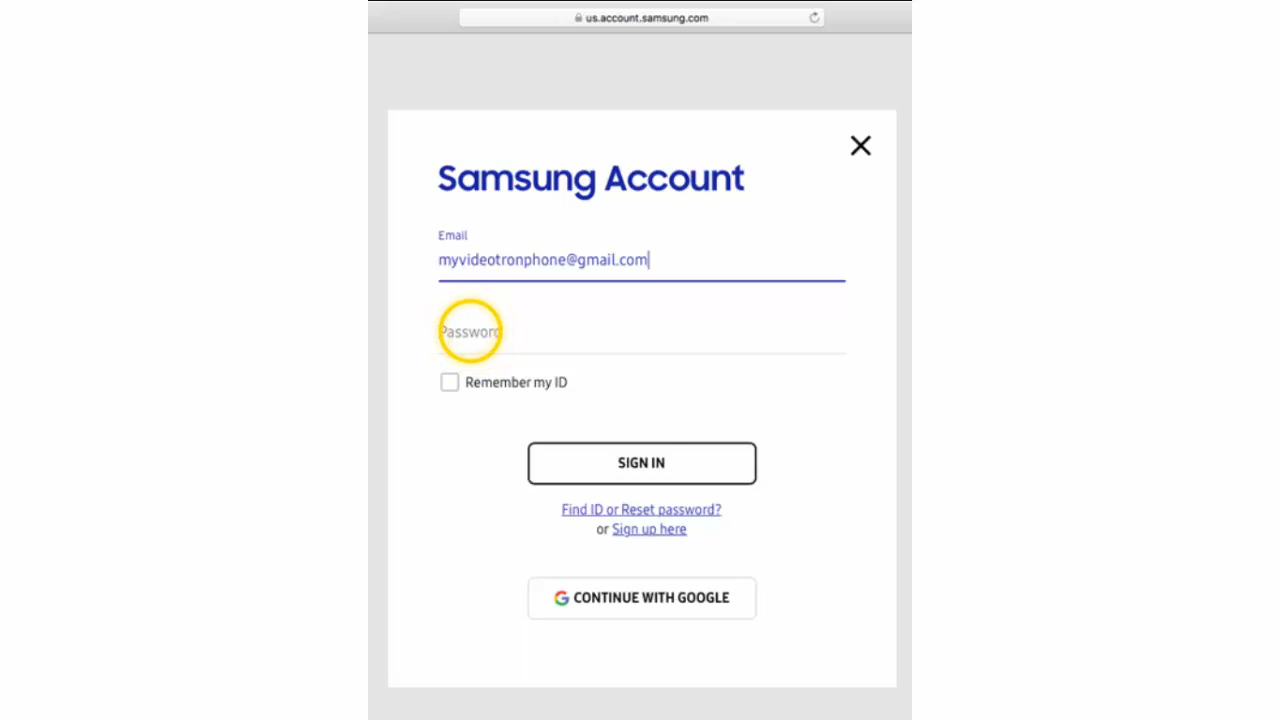 us.account.samsung.com
Samsung Account
Email
myvideotronphone@gmail.com
Password
Remember my ID
SIGN IN
Find ID or Reset password?
or Sign up here
CONTINUE WITH GOOGLE